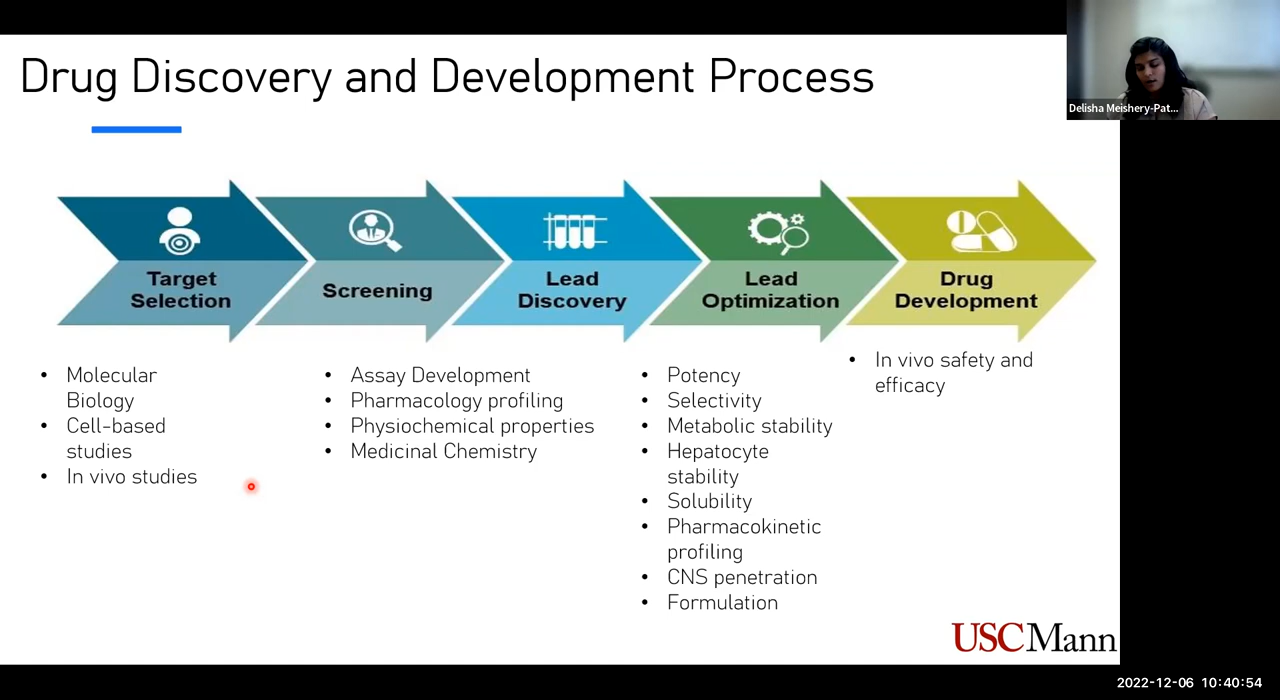 Drug Discovery and Development Process
Delisha Meishery-Pat...
Target
Selection
Screening
Lead
Discovery
Lead
Optimization
Drug
Development
• Molecular
Biology
• Cell-based
studies
• In vivo studies
• Assay Development
• Pharmacology profiling
• Physiochemical properties
• Medicinal Chemistry
• Potency
• Selectivity
• Metabolic stability
• Hepatocyte
stability
• Solubility
• Pharmacokinetic
profiling
• CNS penetration
• Formulation
• In vivo safety and
efficacy
USC Mann
2022-12-06 10:40:54